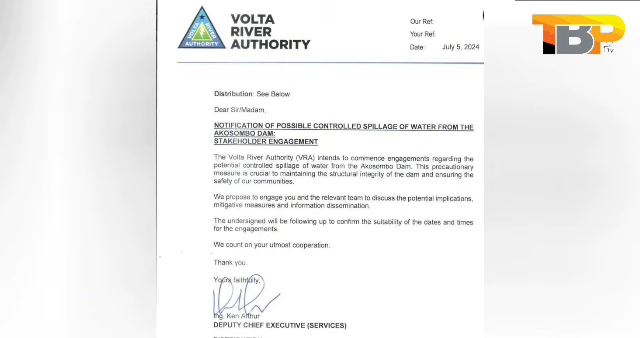 VOLTA
RIVER
AUTHORITY
VOLTA
RIVER
AUTHORITY
Our Ref:
Your Ref:
Date: July 5, 2024
TBP
TV
Distribution: See Below
Dear Sir/Madam,
NOTIFICATION OF POSSIBLE CONTROLLED SPILLAGE OF WATER FROM THE
AKOSOMBO DAM:
STAKEHOLDER ENGAGEMENT
The Volta River Authority (VRA) intends to commence engagements regarding the
potential controlled spillage of water from the Akosombo Dam. This precautionary
measure is crucial to maintaining the structural integrity of the dam and ensuring the
safety of our communities.
We propose to engage you and the relevant team to discuss the potential implications,
mitigative measures and information dissemination.
The undersigned will be following up to confirm the suitability of the dates and times
for the engagements.
We count on your utmost cooperation.
Thank you.
Yours faithfully,
Ing. Ken Arthur
DEPUTY CHIEF EXECUTIVE (SERVICES)